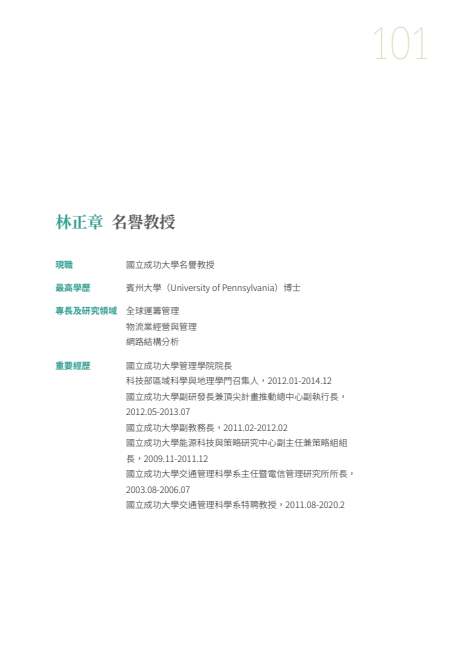 101
林正章 名譽教授
現職 國立成功大學名譽教授
最高學歷 賓州大學（University of Pennsylvania）博士
專長及研究領域 全球運籌管理
物流業經營與管理
網路結構分析
重要經歷 國立成功大學管理學院院長
科技部區域科學與地理學門召集人，2012.01-2014.12
國立成功大學副研發長兼頂尖計畫推動總中心副執行長，
2012.05-2013.07
國立成功大學副教務長，2011.02-2012.02
國立成功大學能源科技與策略研究中心副主任兼策略組組
長，2009.11-2011.12
國立成功大學交通管理科學系主任暨電信管理研究所所長，
2003.08-2006.07
國立成功大學交通管理科學系特聘教授，2011.08-2020.2